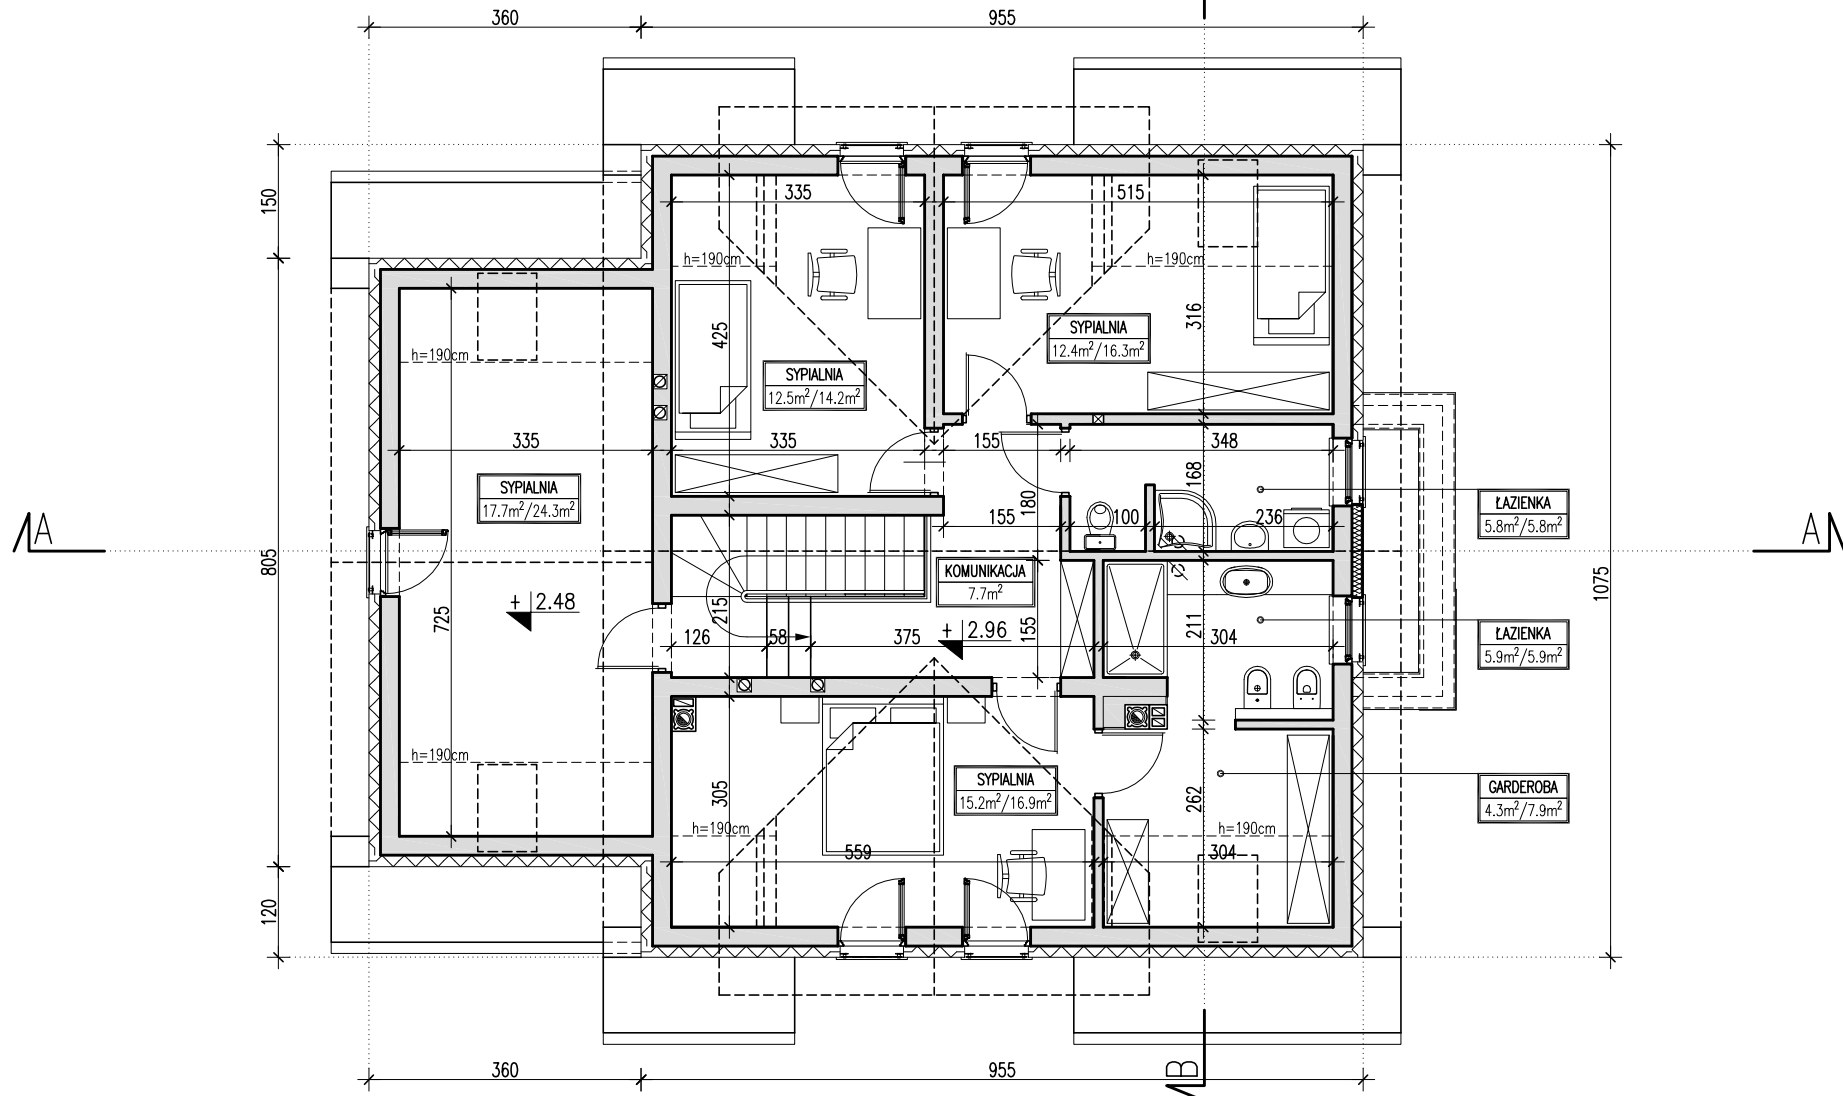 360
955
150
335
515
h=190cm
h=190cm
316
425
SYPIALNIA
12.4m²/16.3m²
h=190cm
SYPIALNIA
12.5m²/14.2m²
335
335
155
348
168
SYPIALNIA
17.7m²/24.3m²
180
ŁAZIENKA
5.8m²/5.8m²
155
100
236
A
A
805
KOMUNIKACJA
7.7m²
1075
+ 2.48
725
215
126
58
375
+ 2.96
155
211
304
ŁAZIENKA
5.9m²/5.9m²
h=190cm
305
SYPIALNIA
15.2m²/16.9m²
262
GARDEROBA
4.3m²/7.9m²
h=190cm
h=190cm
559
304
120
360
955
B